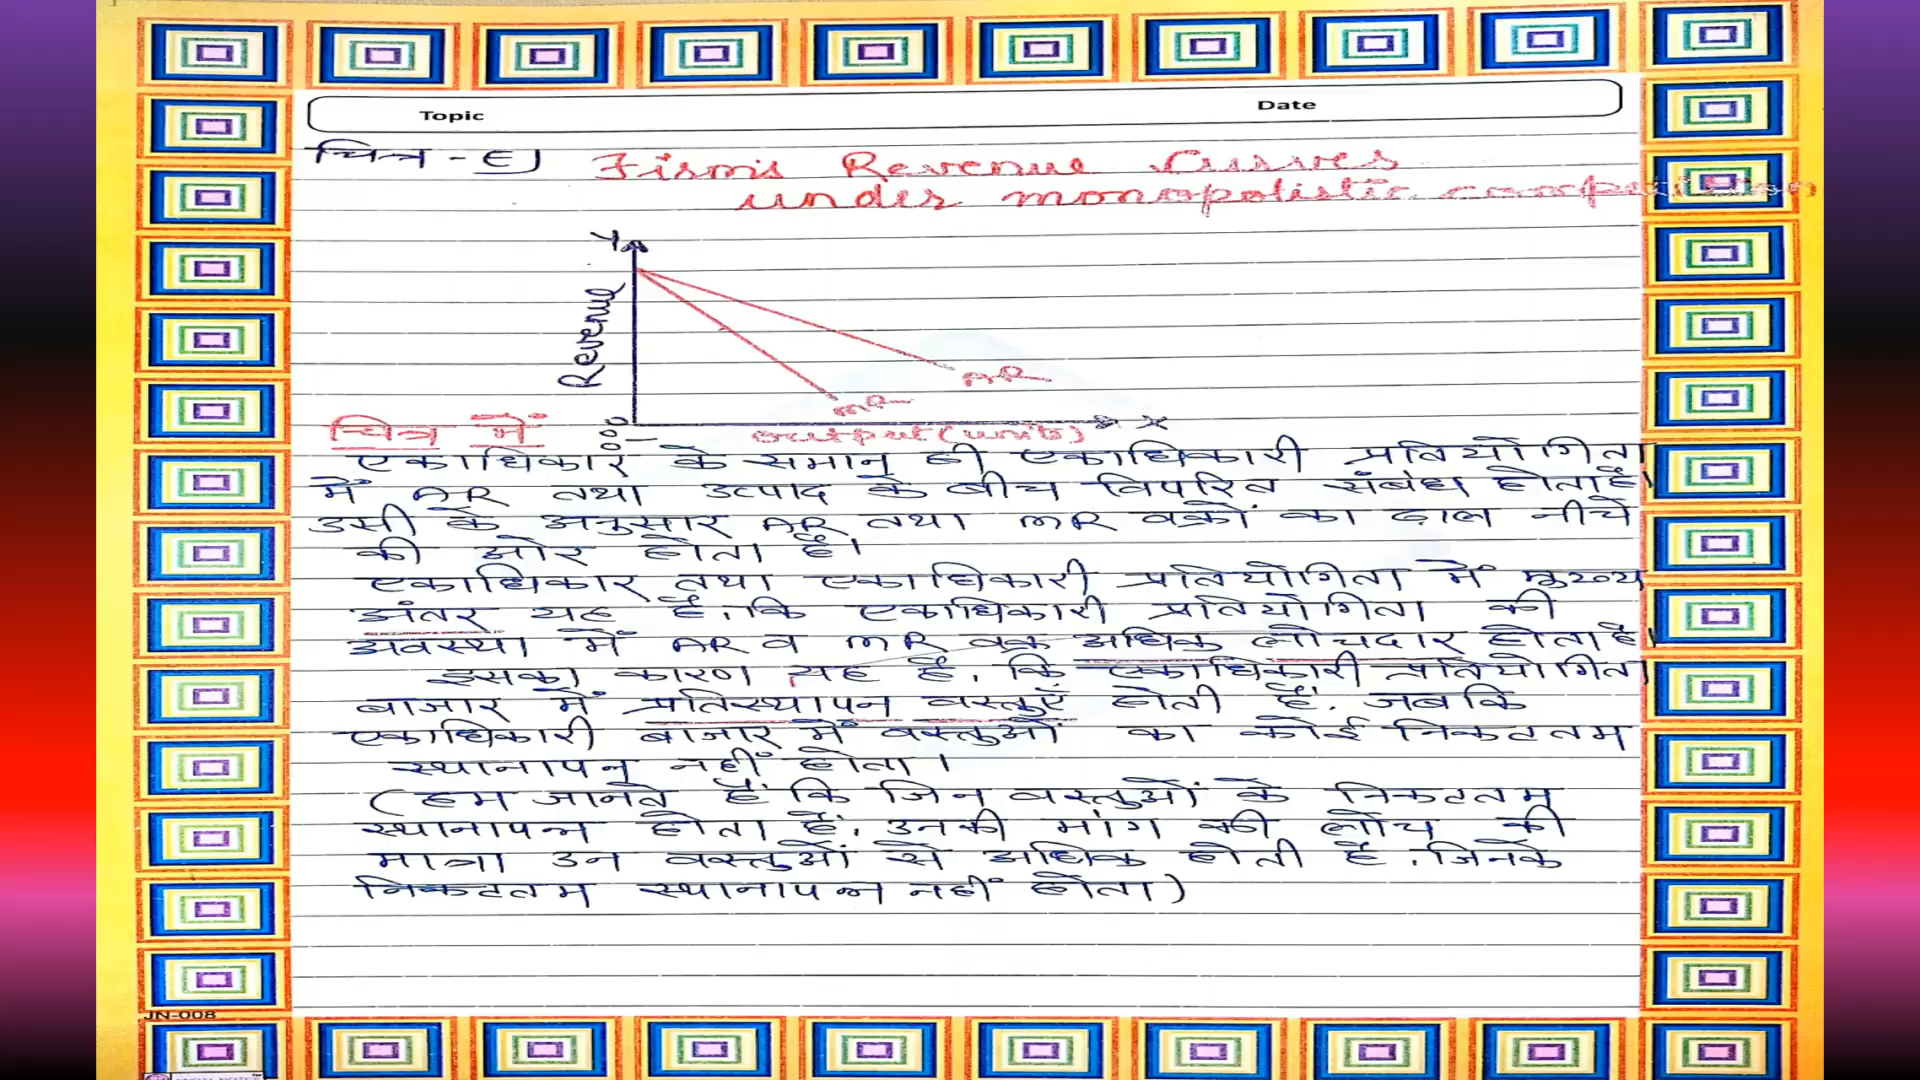 Topic
Date
चित्र - E)
Firm's Revenue Curves
under monopolistic competition
Y
Revenue
AR
MR
X
output (units)
चित्र में
एकाधिकार के समान ही एकाधिकारी प्रतियोगिता
में AR तथा उत्पाद के बीच विपरित संबंध होता है।
उसी के अनुसार AR तथा MR वक्रों का ढ़ाल नीचे
की ओर होता है।
एकाधिकार तथा एकाधिकारी प्रतियोगिता में मुख्य
अंतर यह है, कि एकाधिकारी प्रतियोगिता की
अवस्था में AR व MR वक्र अधिक लोचदार होता है।
इसका कारण यह है, कि एकाधिकारी प्रतियोगिता
बाजार में प्रतिस्थापन वस्तुएँ होती हैं, जबकि
एकाधिकारी बाजार में वस्तुओं का कोई निकटतम
स्थानापन्न नहीं होता।
(हम जानते हैं कि जिन वस्तुओं के निकटतम
स्थानापन्न होता हैं, उनकी मांग की लोच की
मात्रा उन वस्तुओं से अधिक होती है, जिनके
निकटतम स्थानापन्न नहीं होता)
JN-008